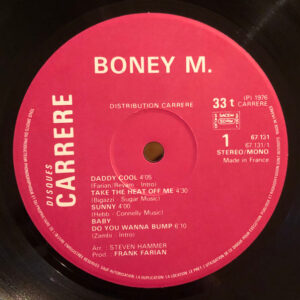 BONEY M.
DISQUES
CARRERE
DISTRIBUTION CARRERE
33 t
(P) 1976
CARRERE
SACEM
1
67 131
67 131/1
STEREO/MONO
Made in France
DADDY COOL 4'05
(Farian, Reyam - Intro)
TAKE THE HEAT OFF ME 4'30
(Bigazzi - Sugar Music)
SUNNY 4'00
(Hebb - Connelly Music)
BABY
DO YOU WANNA BUMP 6'10
(Zambi - Intro)
Arr : STEVEN HAMMER
Prod : FRANK FARIAN